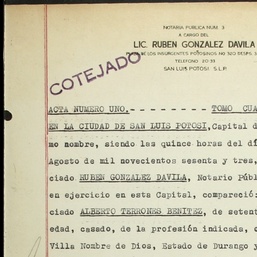 NOTARIA PUBLICA NUM. 3
A CARGO DEL
LIC. RUBEN GONZALEZ DAVILA
TELEFONO 20 33
SAN LUIS POTOSI, S.L.P.
COTEJADO
ACTA NUMERO UNO.- - - - - - - - TOMO CUA
EN LA CIUDAD DE SAN LUIS POTOSI, Capital d
mo nombre, siendo las quince horas del dí
Agosto de mil novecientos sesenta y tres,
ciado RUBEN GONZALEZ DAVILA, Notario Públ
en ejercicio en esta Capital, compareció:
ciado ALBERTO TERRONES BENITEZ, de setent
edad, casado, de la profesión indicada, c
Villa Nombre de Dios, Estado de Durango y